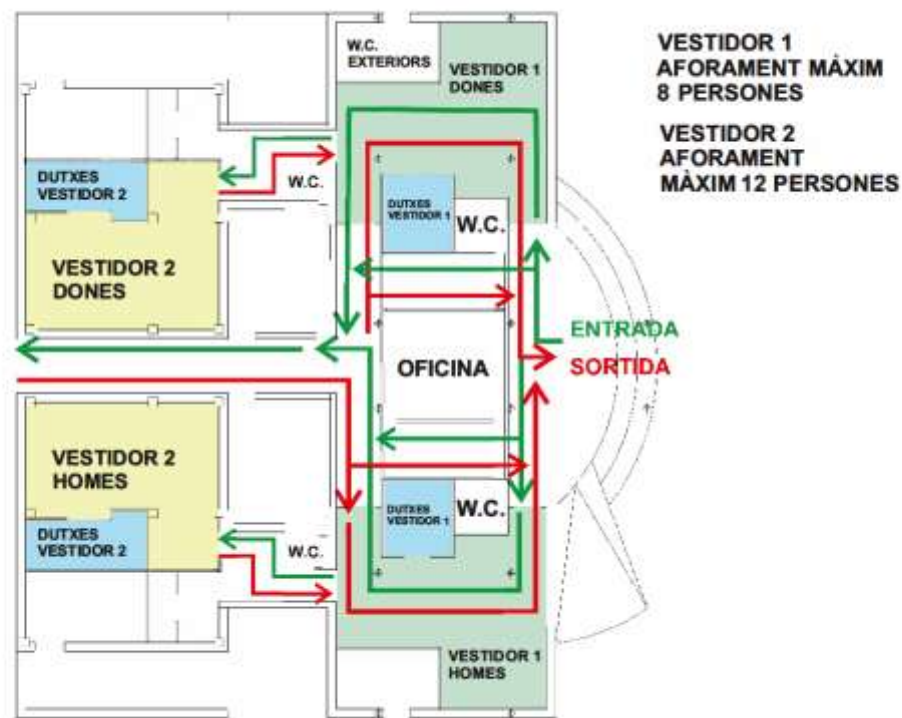 W.C.
EXTERIORS
VESTIDOR 1
DONES
VESTIDOR 1
AFORAMENT MÀXIM
8 PERSONES
VESTIDOR 2
AFORAMENT
MÀXIM 12 PERSONES
DUTXES
VESTIDOR 2
W.C.
DUTXES
VESTIDOR 1
W.C.
VESTIDOR 2
DONES
ENTRADA
SORTIDA
OFICINA
VESTIDOR 2
HOMES
DUTXES
VESTIDOR 1
W.C.
DUTXES
VESTIDOR 2
W.C.
VESTIDOR 1
HOMES